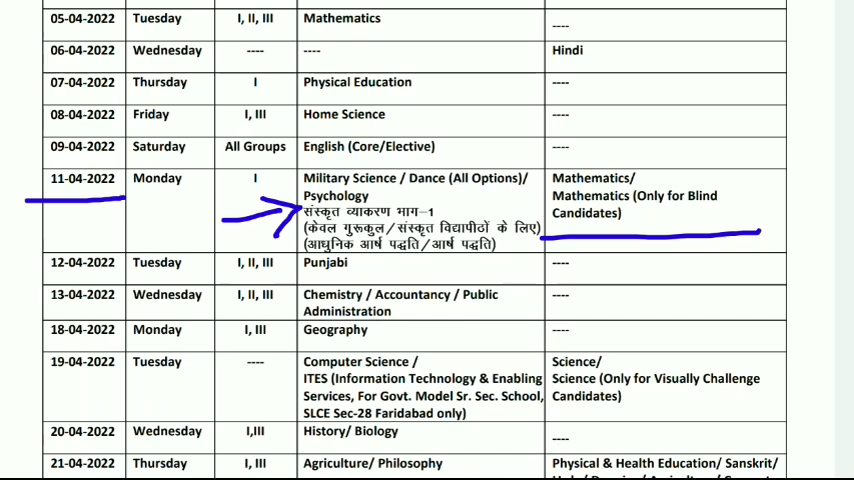 05-04-2022 Tuesday I, II, III Mathematics ----
06-04-2022 Wednesday ---- ---- Hindi
07-04-2022 Thursday I Physical Education ----
08-04-2022 Friday I, III Home Science ----
09-04-2022 Saturday All Groups English (Core/Elective) ----
11-04-2022 Monday I Military Science / Dance (All Options)/ Mathematics/
Psychology Mathematics (Only for Blind
संस्कृत व्याकरण भाग-1 Candidates)
(केवल गुरूकुल/संस्कृत विद्यापीठों के लिए)
(आधुनिक आर्ष पद्धति/आर्ष पद्धति)
12-04-2022 Tuesday I, II, III Punjabi ----
13-04-2022 Wednesday I, II, III Chemistry / Accountancy / Public ----
Administration
18-04-2022 Monday I, III Geography ----
19-04-2022 Tuesday ---- Computer Science / Science/
ITES (Information Technology & Enabling Science (Only for Visually Challenge
Services, For Govt. Model Sr. Sec. School, Candidates)
SLCE Sec-28 Faridabad only)
20-04-2022 Wednesday I,III History/ Biology ----
21-04-2022 Thursday I, III Agriculture/ Philosophy Physical & Health Education/ Sanskrit/